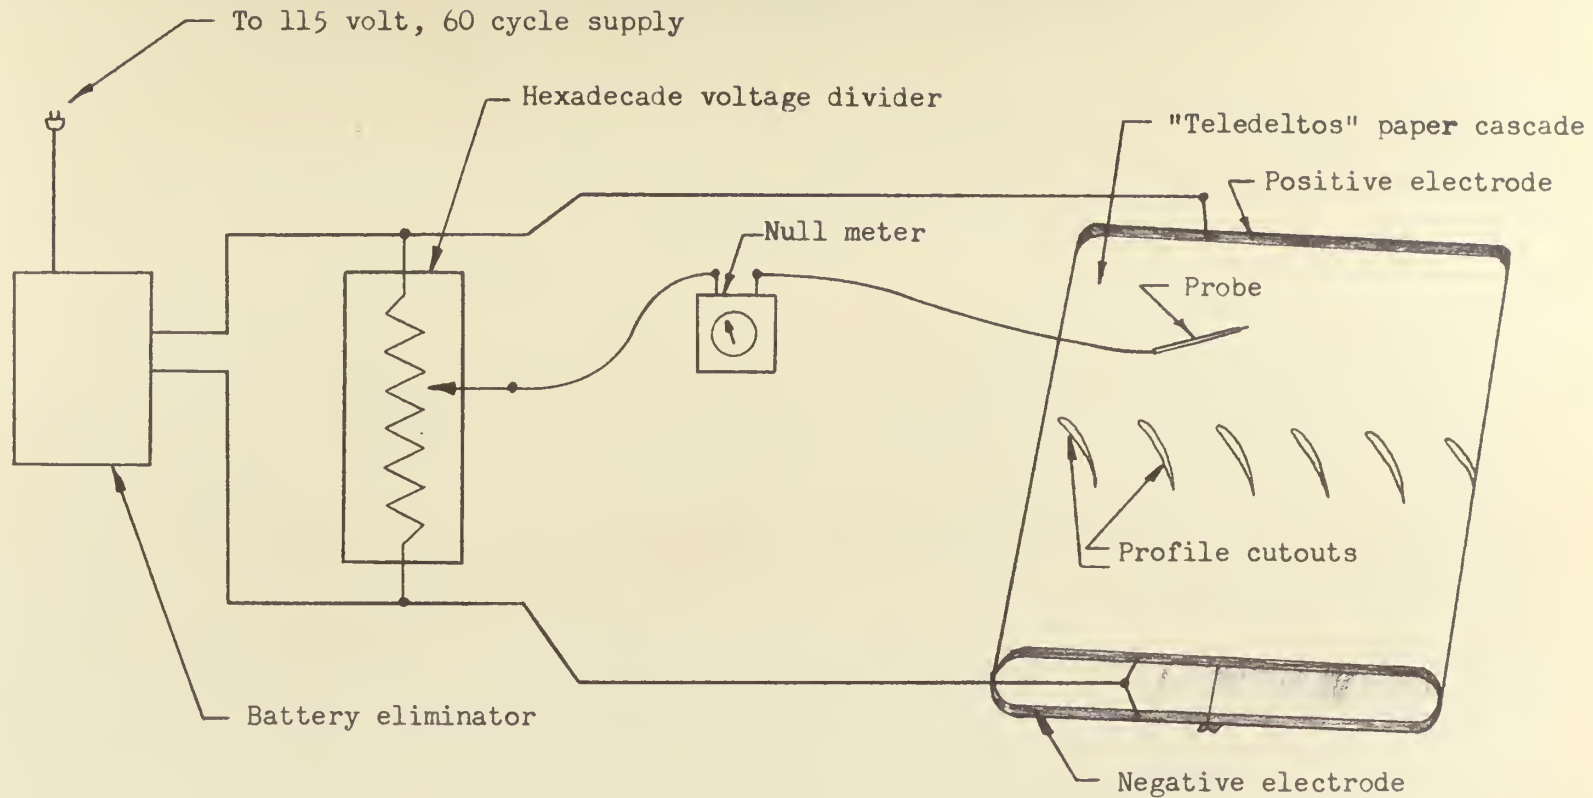 To 115 volt, 60 cycle supply
Hexadecade voltage divider
"Teledeltos" paper cascade
Positive electrode
Null meter
Probe
Profile cutouts
Battery eliminator
Negative electrode